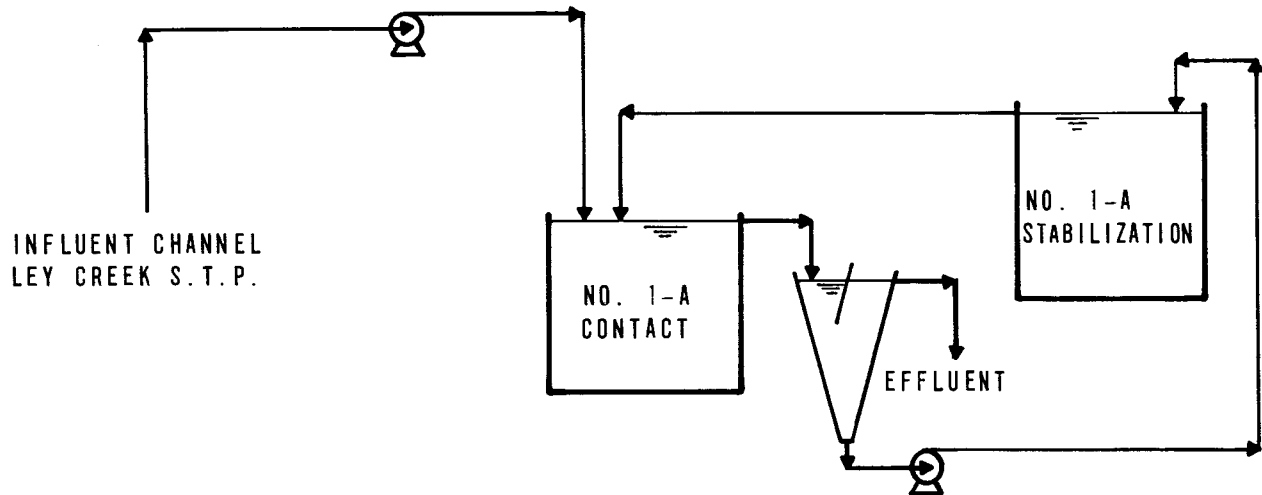 INFLUENT CHANNEL
LEY CREEK S.T.P.
NO. 1-A
CONTACT
EFFLUENT
NO. 1-A
STABILIZATION